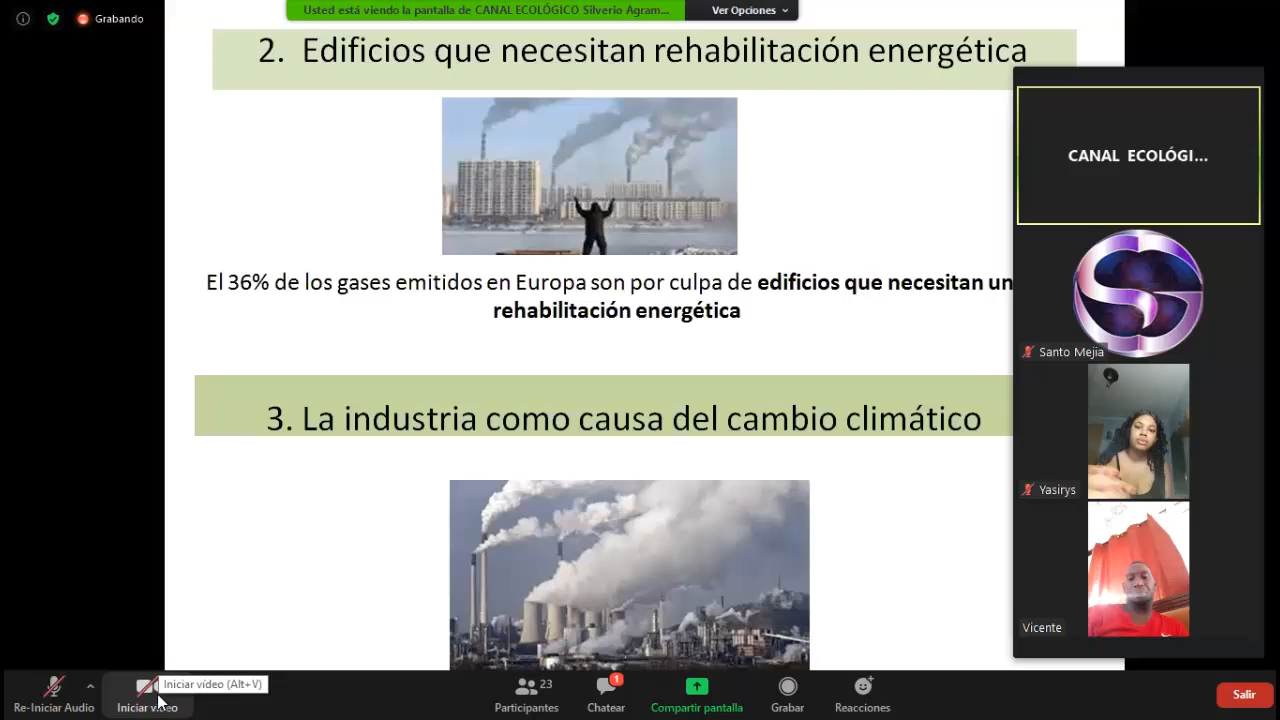 Grabando
Usted está viendo la pantalla de CANAL ECOLÓGICO Silverio Agram...
Ver Opciones
2. Edificios que necesitan rehabilitación energética
El 36% de los gases emitidos en Europa son por culpa de edificios que necesitan un
rehabilitación energética
3. La industria como causa del cambio climático
CANAL ECOLÓGI...
Santo Mejia
Yasirys
Vicente
Iniciar vídeo (Alt+V)
Re-Iniciar Audio
Iniciar vídeo
23
Participantes
1
Chatear
Compartir pantalla
Grabar
Reacciones
Salir